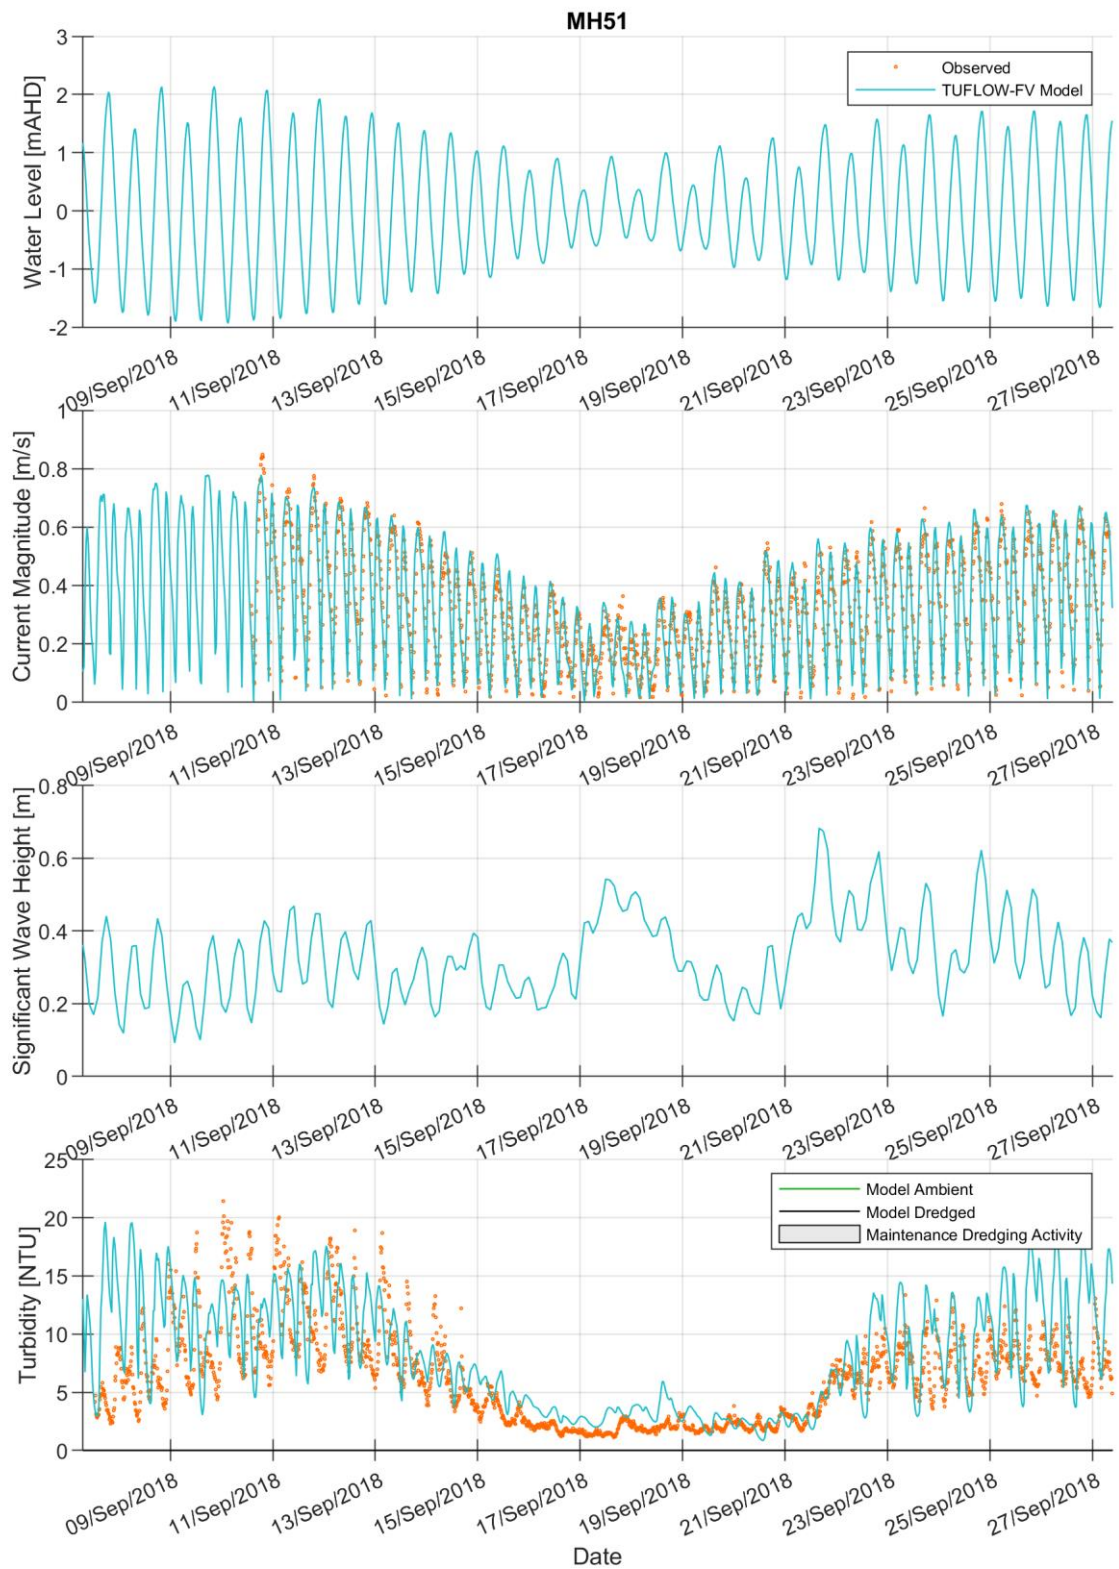 MH51
Water Level [mAHD]
3
2
1
0
-1
-2
Observed
TUFLOW-FV Model
09/Sep/2018
11/Sep/2018
13/Sep/2018
15/Sep/2018
17/Sep/2018
19/Sep/2018
21/Sep/2018
23/Sep/2018
25/Sep/2018
27/Sep/2018
Current Magnitude [m/s]
1
0.8
0.6
0.4
0.2
0
09/Sep/2018
11/Sep/2018
13/Sep/2018
15/Sep/2018
17/Sep/2018
19/Sep/2018
21/Sep/2018
23/Sep/2018
25/Sep/2018
27/Sep/2018
Significant Wave Height [m]
0.8
0.6
0.4
0.2
0
09/Sep/2018
11/Sep/2018
13/Sep/2018
15/Sep/2018
17/Sep/2018
19/Sep/2018
21/Sep/2018
23/Sep/2018
25/Sep/2018
27/Sep/2018
Turbidity [NTU]
25
20
15
10
5
0
Model Ambient
Model Dredged
Maintenance Dredging Activity
09/Sep/2018
11/Sep/2018
13/Sep/2018
15/Sep/2018
17/Sep/2018
19/Sep/2018
21/Sep/2018
23/Sep/2018
25/Sep/2018
27/Sep/2018
Date